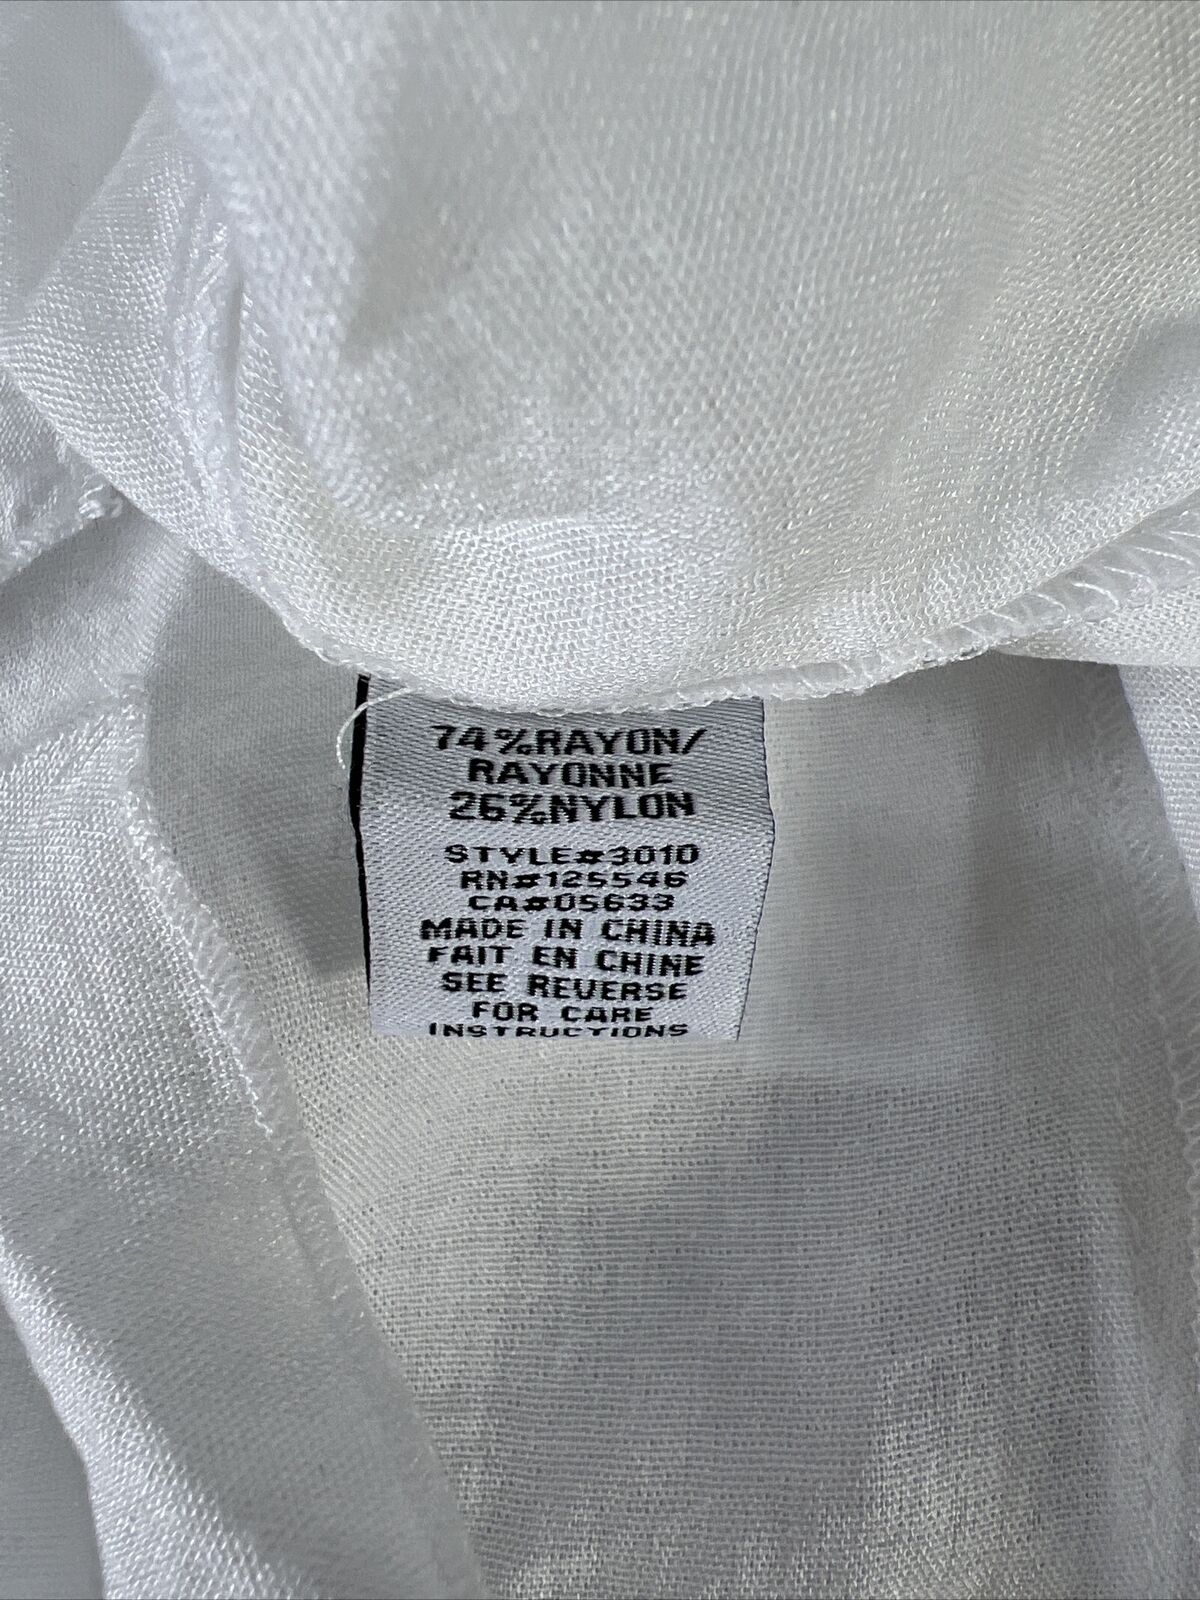 74%RAYON/
RAYONNE
26%NYLON
STYLE#3010
RN#125546
CA#05633
MADE IN CHINA
FAIT EN CHINE
SEE REVERSE
FOR CARE
INSTRUCTIONS